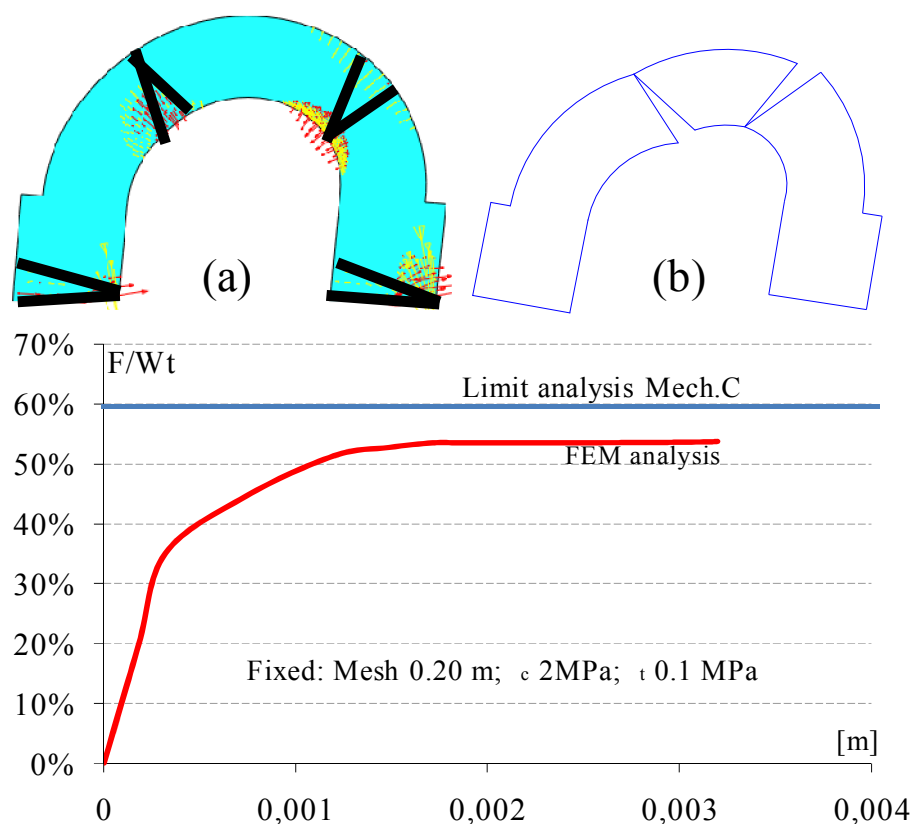 (a)
(b)
70%
F/Wt
Limit analysis Mech.C
60%
50%
FEM analysis
40%
30%
20%
Fixed: Mesh 0.20 m; c 2MPa; t 0.1 MPa
10%
[m]
0%
0 0,001 0,002 0,003 0,004